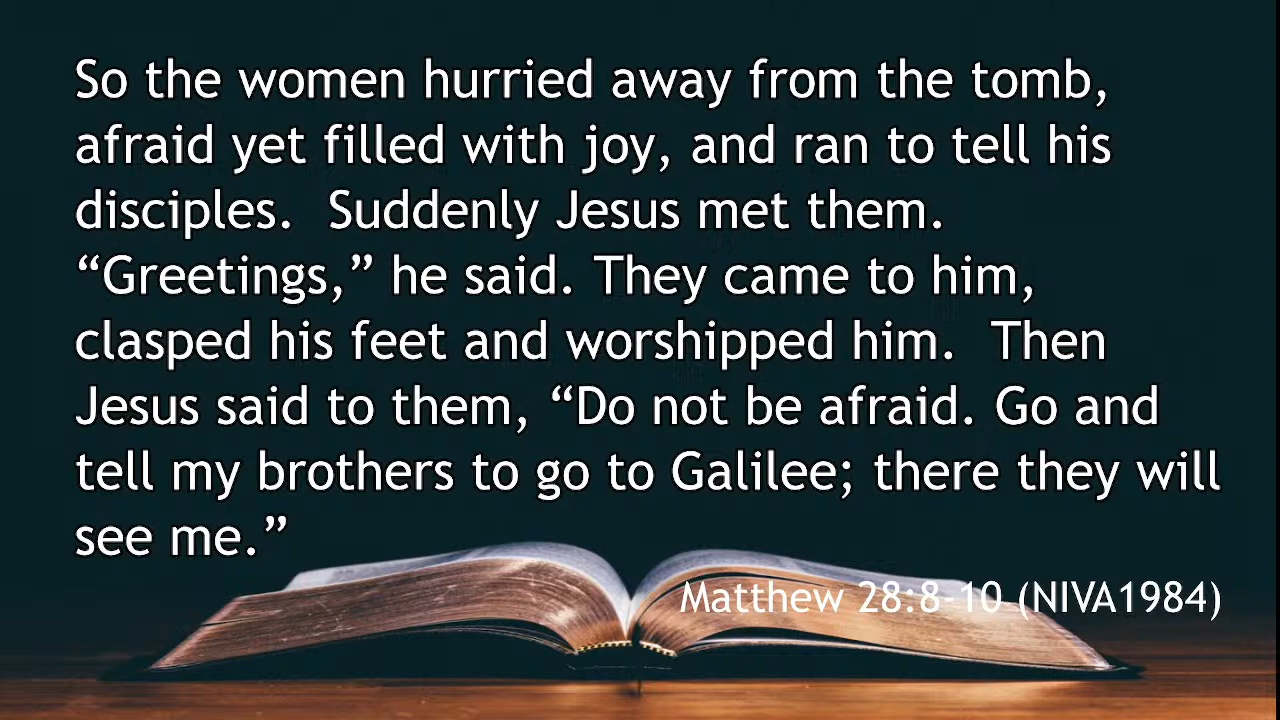 So the women hurried away from the tomb,
afraid yet filled with joy, and ran to tell his
disciples.  Suddenly Jesus met them.
“Greetings,” he said. They came to him,
clasped his feet and worshipped him.  Then
Jesus said to them, “Do not be afraid. Go and
tell my brothers to go to Galilee; there they will
see me.”
Matthew 28:8-10 (NIVA1984)